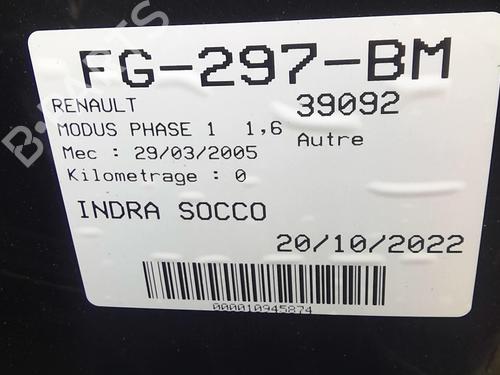 FG-297-BM
RENAULT 39092
MODUS PHASE 1 1,6
Autre
Mec : 29/03/2005
Kilometrage : 0
INDRA SOCCO
20/10/2022
000010945874